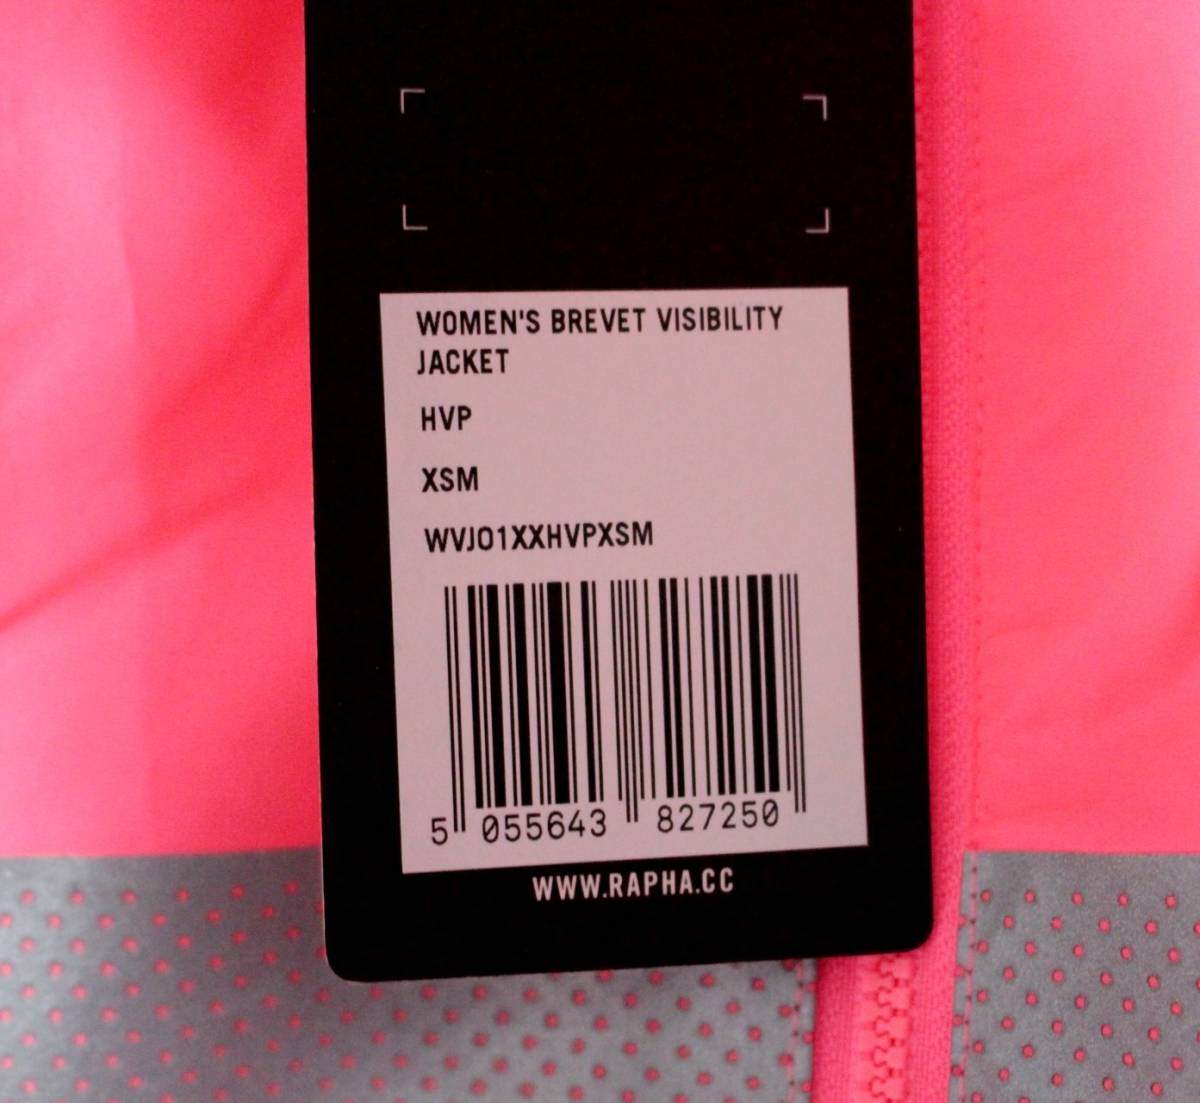 WOMEN'S BREVET VISIBILITY
JACKET
HVP
XSM
WVJ01XXHVPXSM
5 055643 827250
WWW.RAPHA.CC